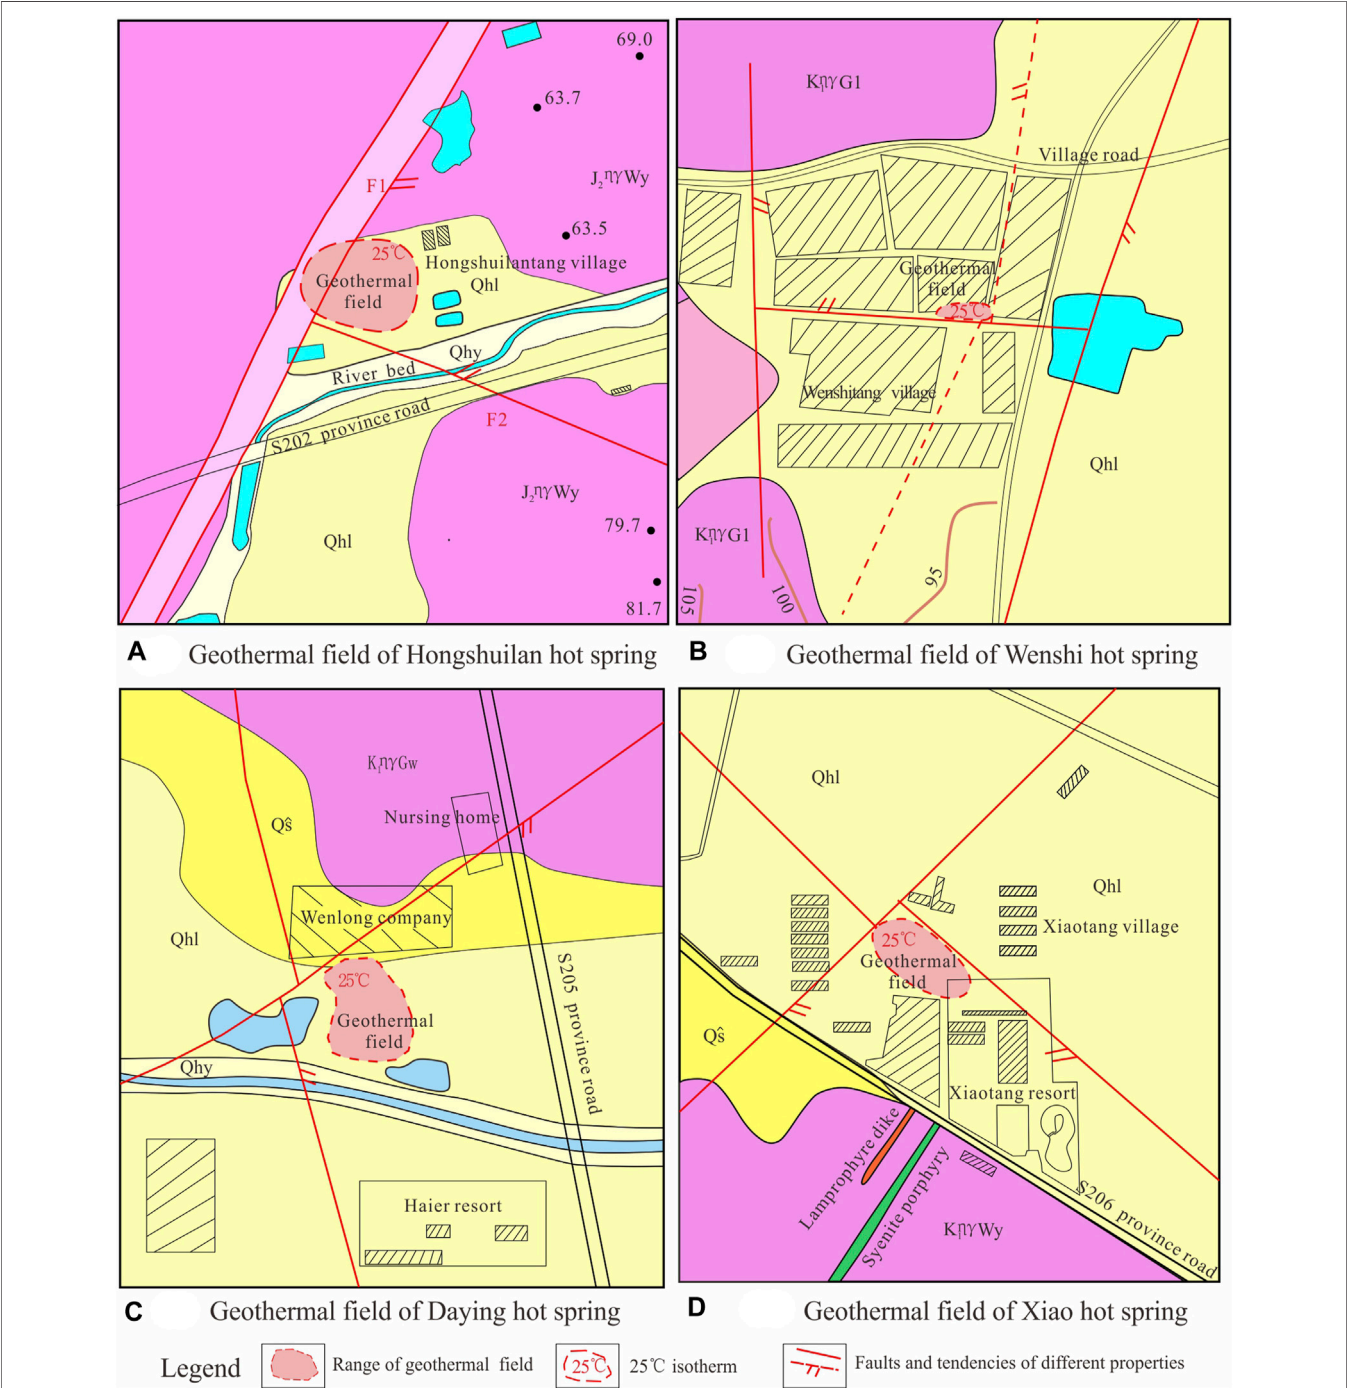 69.0
63.7
F1
J₂ηγWy
63.5
25℃
Hongshuilantang village
Geothermal
field
Qhl
Qhy
River bed
S202 province road
F2
J₂ηγWy
79.7
Qhl
81.7
A Geothermal field of Hongshuilan hot spring
K₁ηγG1
Village road
Geothermal
field
25℃
Wenshitang village
Qhl
K₁ηγG1
95
100
105
B Geothermal field of Wenshi hot spring
K₁ηγGw
Nursing home
Qŝ
Wenlong company
Qhl
25℃
Geothermal
field
S205 province road
Qhy
Haier resort
C Geothermal field of Daying hot spring
Qhl
Qhl
Xiaotang village
25℃
Geothermal
field
Qŝ
Xiaotang resort
Lamprophyre dike
Syenite porphyry
S206 province road
K₁ηγWy
D Geothermal field of Xiao hot spring
Legend
Range of geothermal field
25℃
25℃ isotherm
Faults and tendencies of different properties